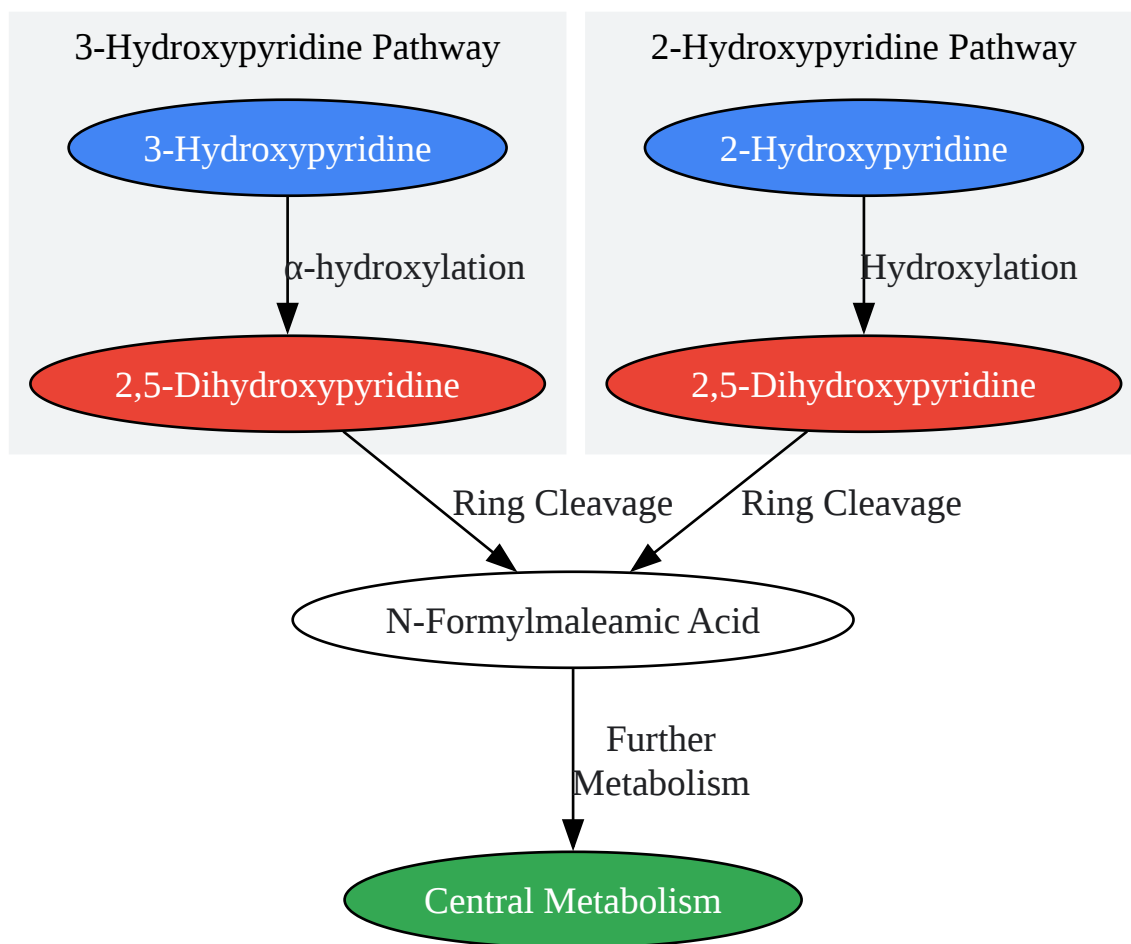 3-Hydroxypyridine Pathway
2-Hydroxypyridine Pathway
3-Hydroxypyridine
2-Hydroxypyridine
α-hydroxylation
Hydroxylation
2,5-Dihydroxypyridine
2,5-Dihydroxypyridine
Ring Cleavage
Ring Cleavage
N-Formylmaleamic Acid
Further
Metabolism
Central Metabolism